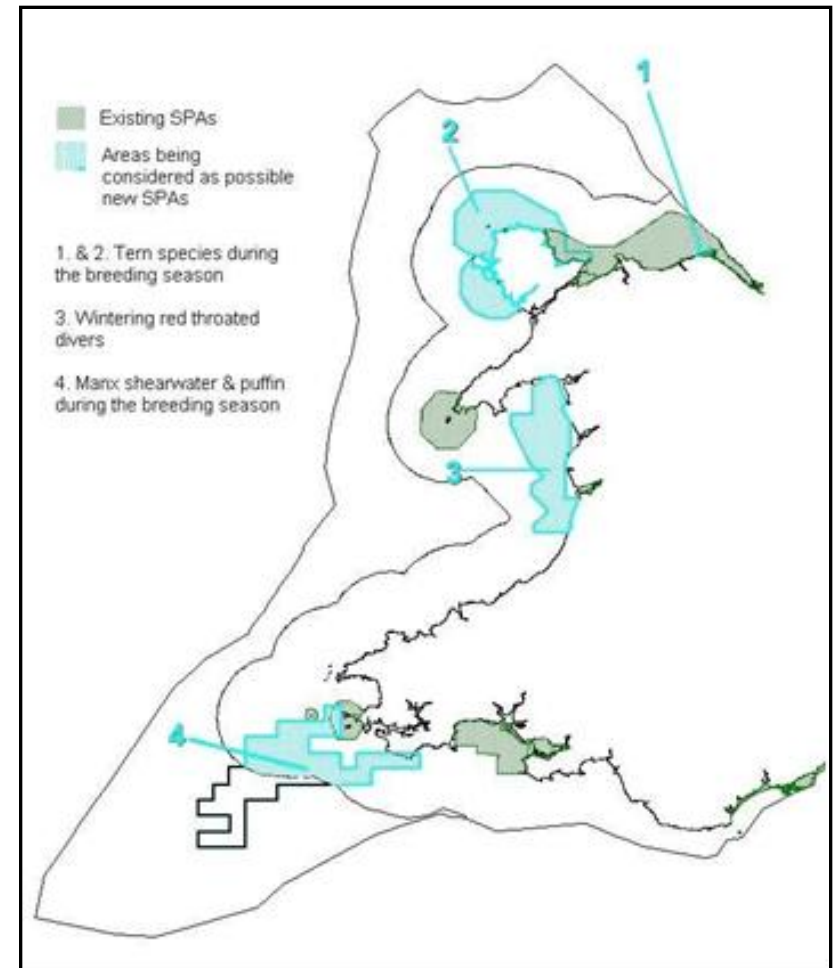 1
2
Existing SPAs
Areas being
considered as possible
new SPAs
1. & 2. Tern species during
the breeding season
3. Wintering red throated
divers
4. Manx shearwater & puffin
during the breeding season
3
4